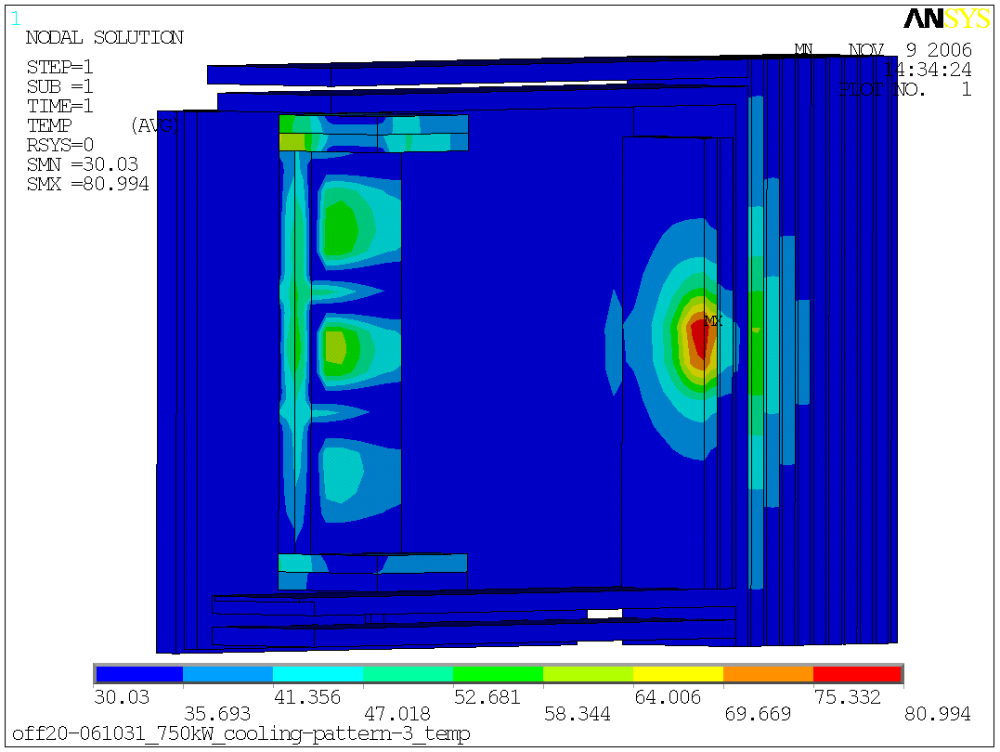 1
ANSYS
NODAL SOLUTION
STEP=1
SUB =1
TIME=1
TEMP (AVG)
RSYS=0
SMN =30.03
SMX =80.994
MN
NOV 9 2006
14:34:24
PLOT NO. 1
MX
30.03 41.356 52.681 64.006 75.332
35.693 47.018 58.344 69.669 80.994
off20-061031_750kW_cooling-pattern-3_temp